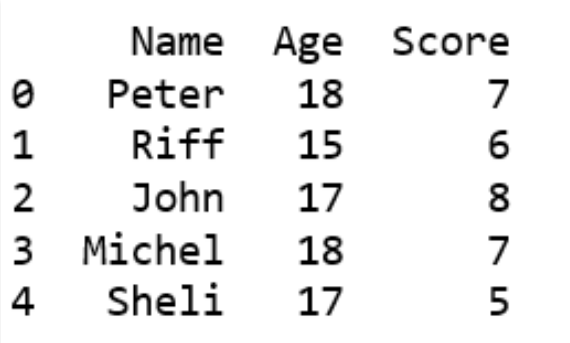 Name Age Score
0 Peter 18 7
1 Riff 15 6
2 John 17 8
3 Michel 18 7
4 Sheli 17 5